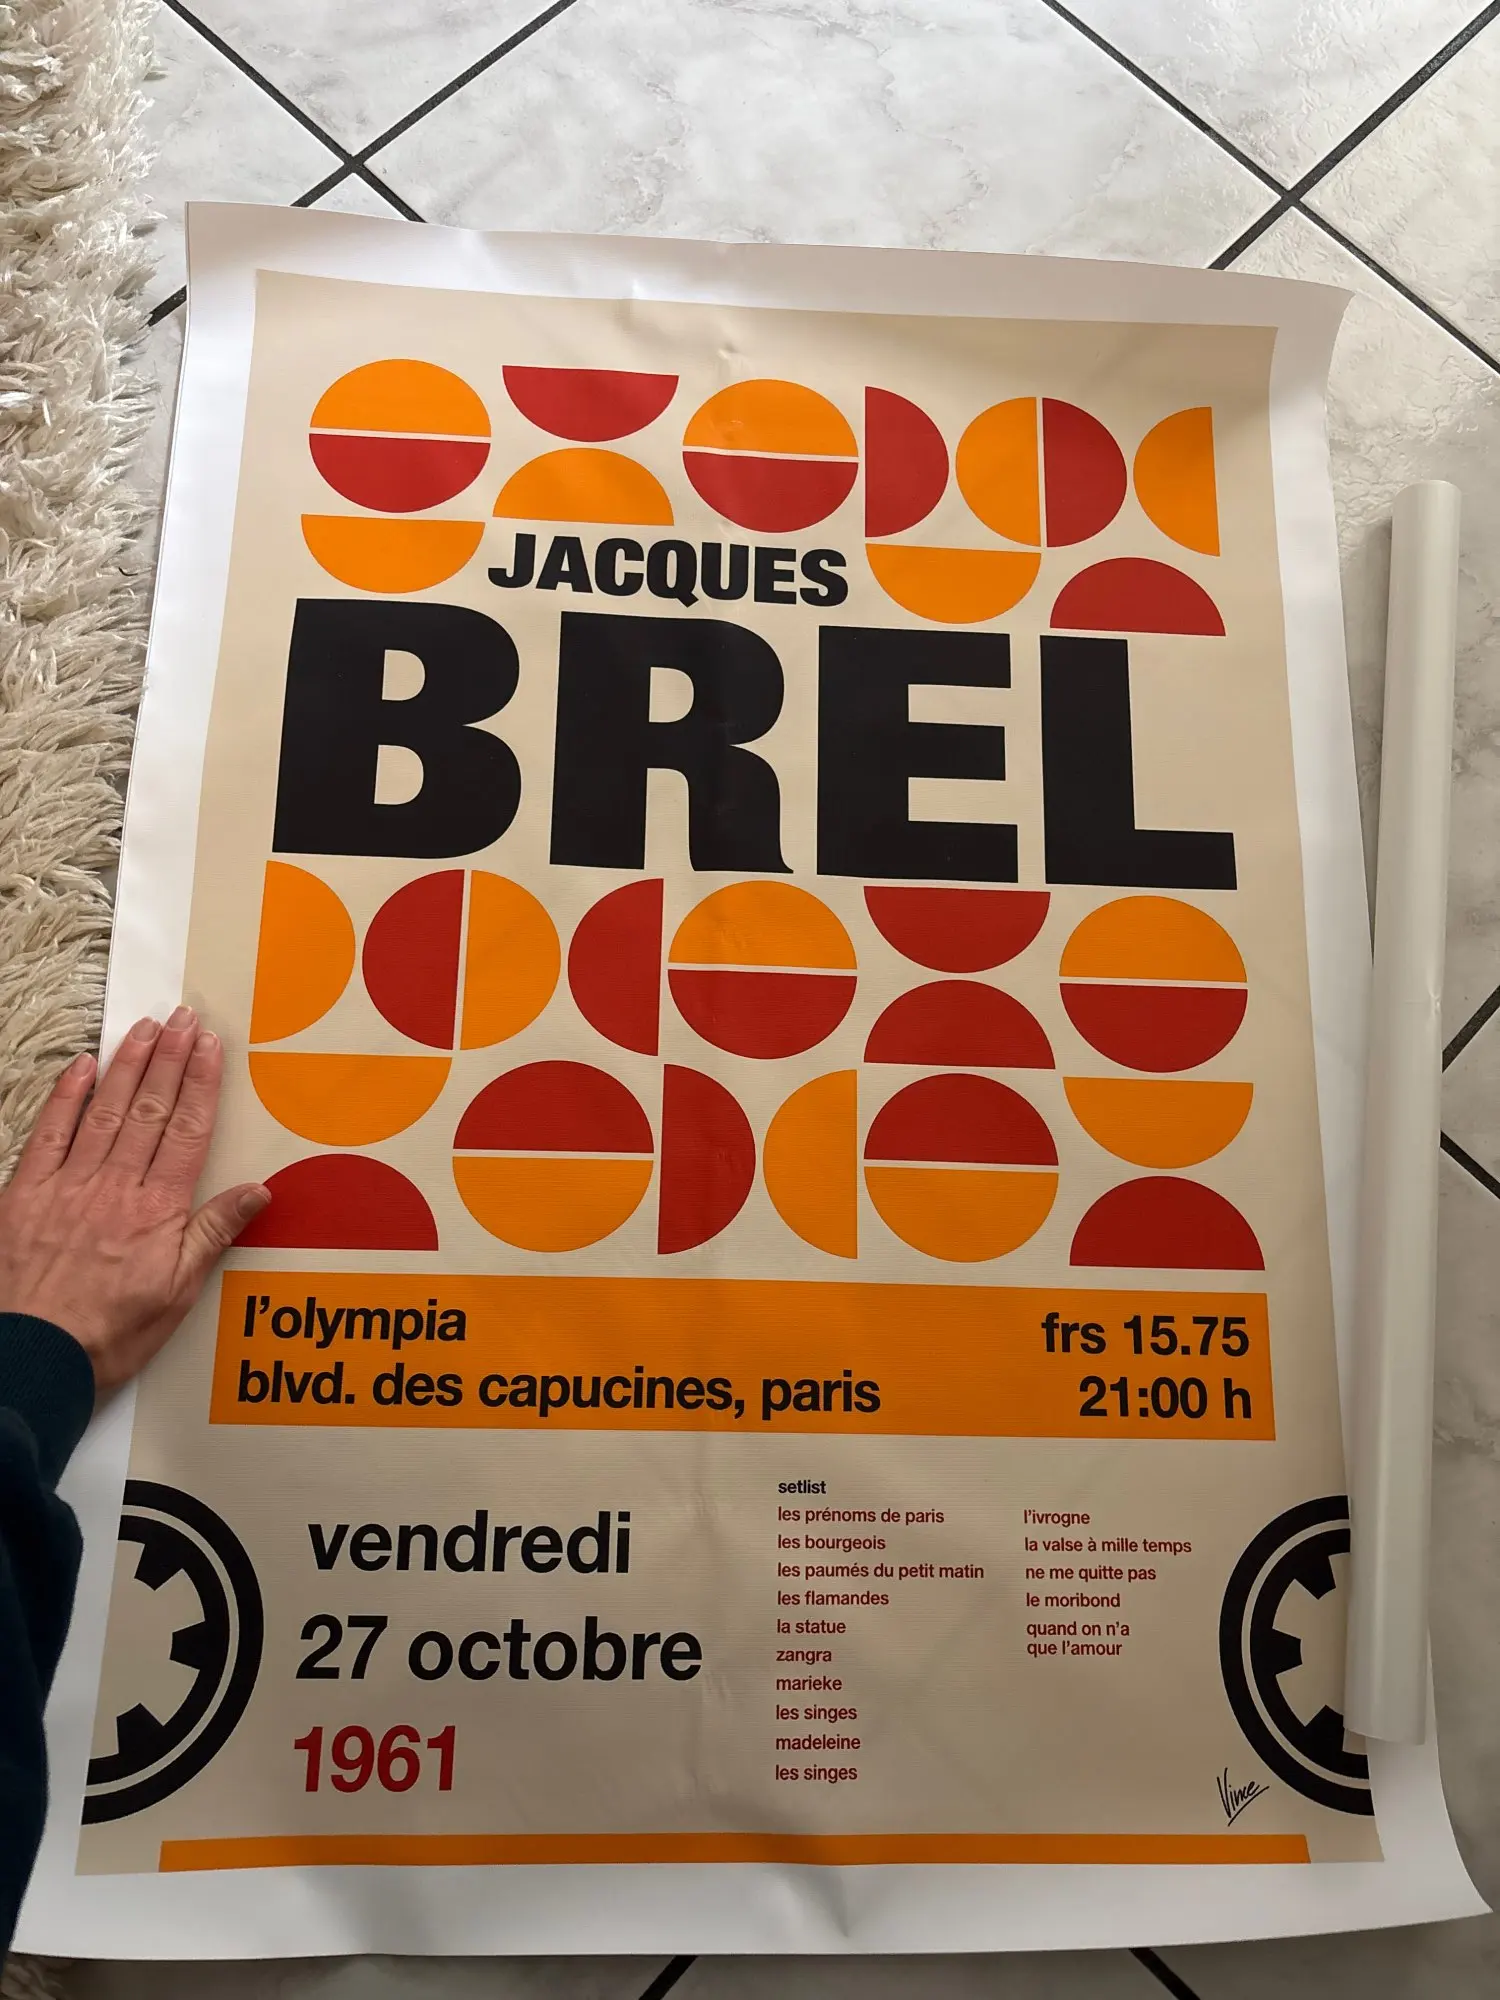 JACQUES
BREL
l'olympia
blvd. des capucines, paris
frs 15.75
21:00 h
vendredi
27 octobre
1961
setlist
les prénoms de paris
les bourgeois
les paumés du petit matin
les flamandes
la statue
zangra
marieke
les singes
madeleine
les singes
l'ivrogne
la valse à mille temps
ne me quitte pas
le moribond
quand on n'a
que l'amour
Vince